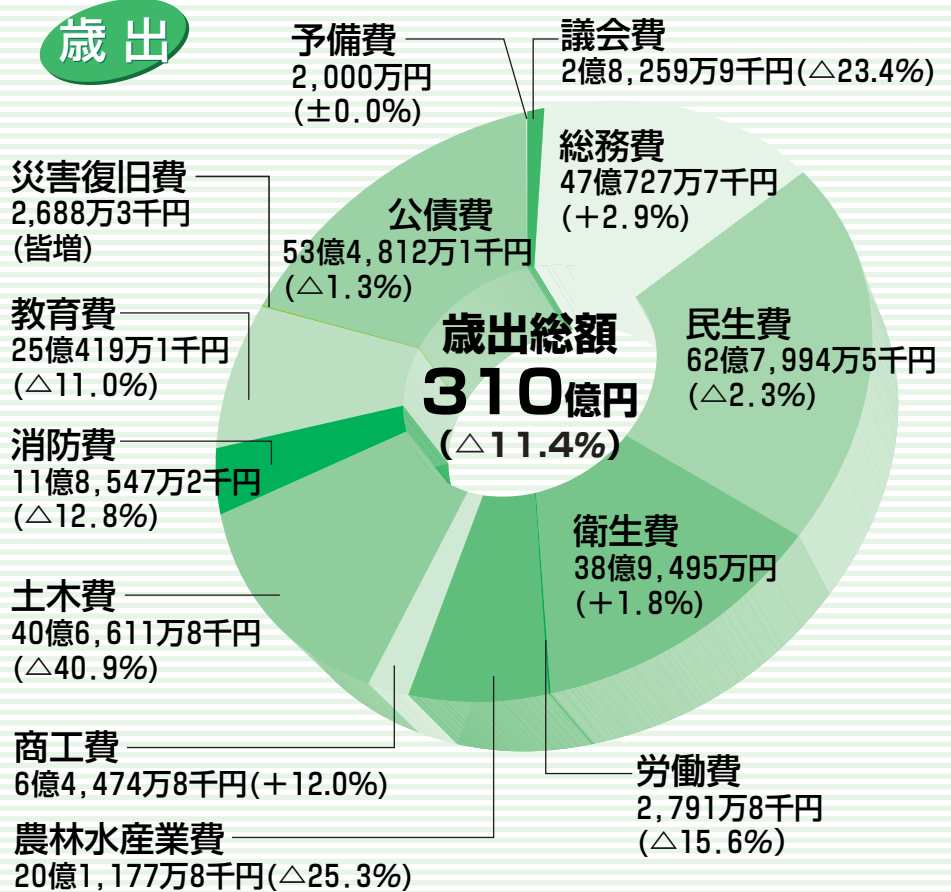 歳出
予備費
2,000万円
(±0.0%)
議会費
2億8,259万9千円(△23.4%)
総務費
47億727万7千円
(+2.9%)
民生費
62億7,994万5千円
(△2.3%)
衛生費
38億9,495万円
(+1.8%)
労働費
2,791万8千円
(△15.6%)
農林水産業費
20億1,177万8千円(△25.3%)
商工費
6億4,474万8千円(+12.0%)
土木費
40億6,611万8千円
(△40.9%)
消防費
11億8,547万2千円
(△12.8%)
教育費
25億419万1千円
(△11.0%)
災害復旧費
2,688万3千円
(皆増)
公債費
53億4,812万1千円
(△1.3%)
歳出総額
310億円
(△11.4%)